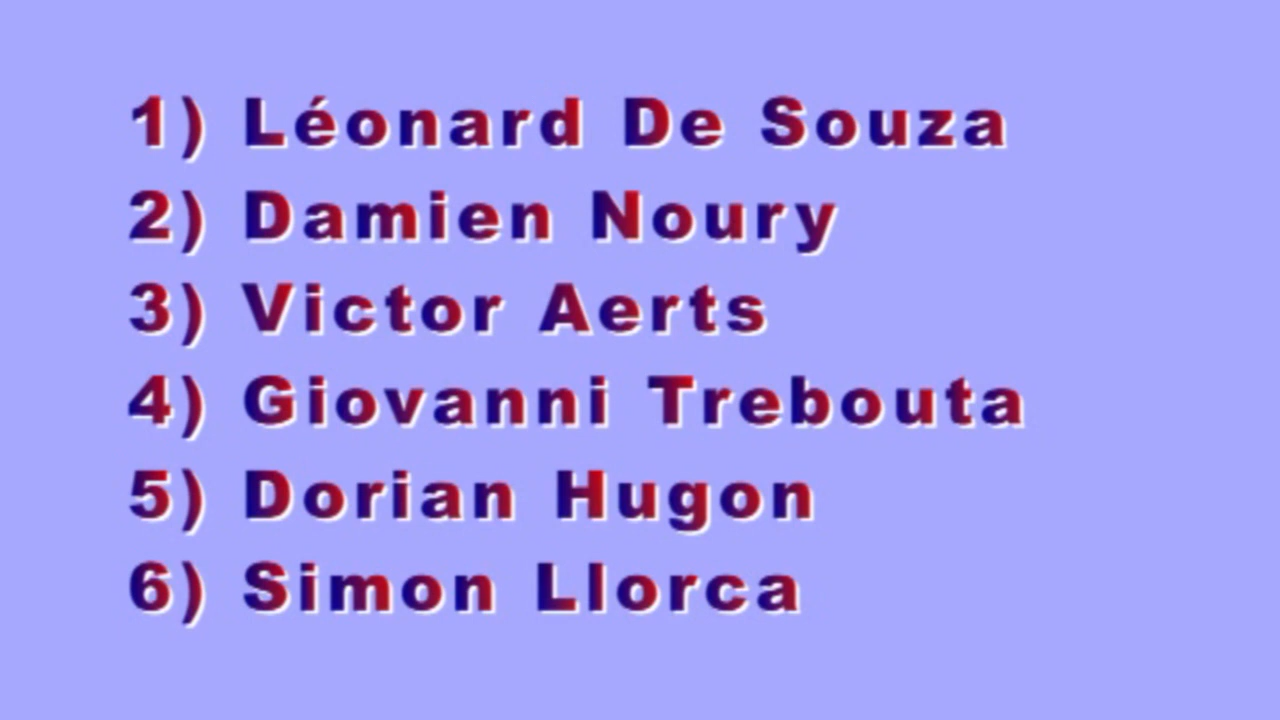 1) Léonard De Souza
2) Damien Noury
3) Victor Aerts
4) Giovanni Trebouta
5) Dorian Hugon
6) Simon Llorca